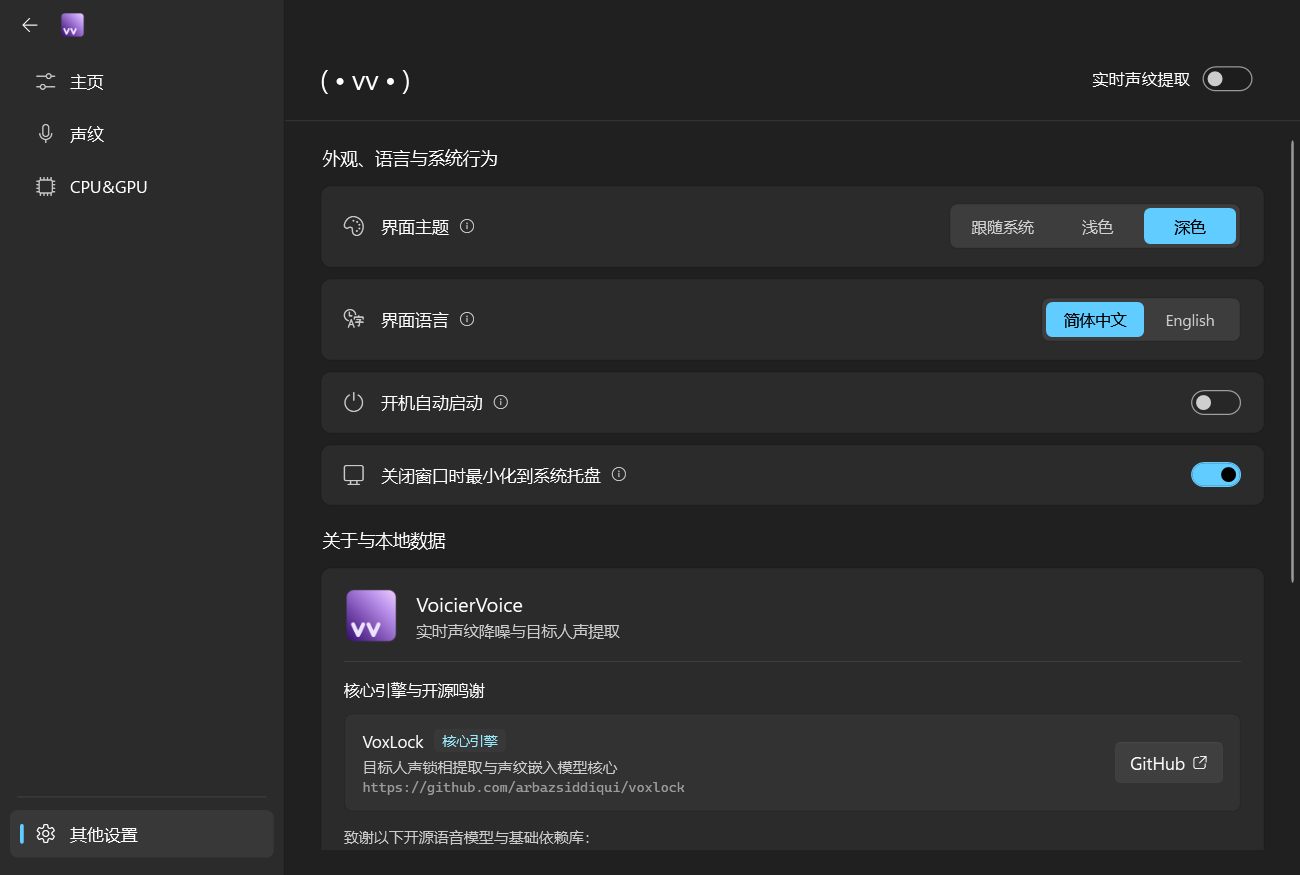 vv
主页
声纹
CPU&GPU
其他设置
( • vv • )
实时声纹提取
外观、语言与系统行为
界面主题
跟随系统
浅色
深色
界面语言
简体中文
English
开机自动启动
关闭窗口时最小化到系统托盘
关于与本地数据
vv
VoicierVoice
实时声纹降噪与目标人声提取
核心引擎与开源鸣谢
VoxLock 核心引擎
目标人声锁相提取与声纹嵌入模型核心
https://github.com/arbazsiddiqui/voxlock
GitHub
致谢以下开源语音模型与基础依赖库：